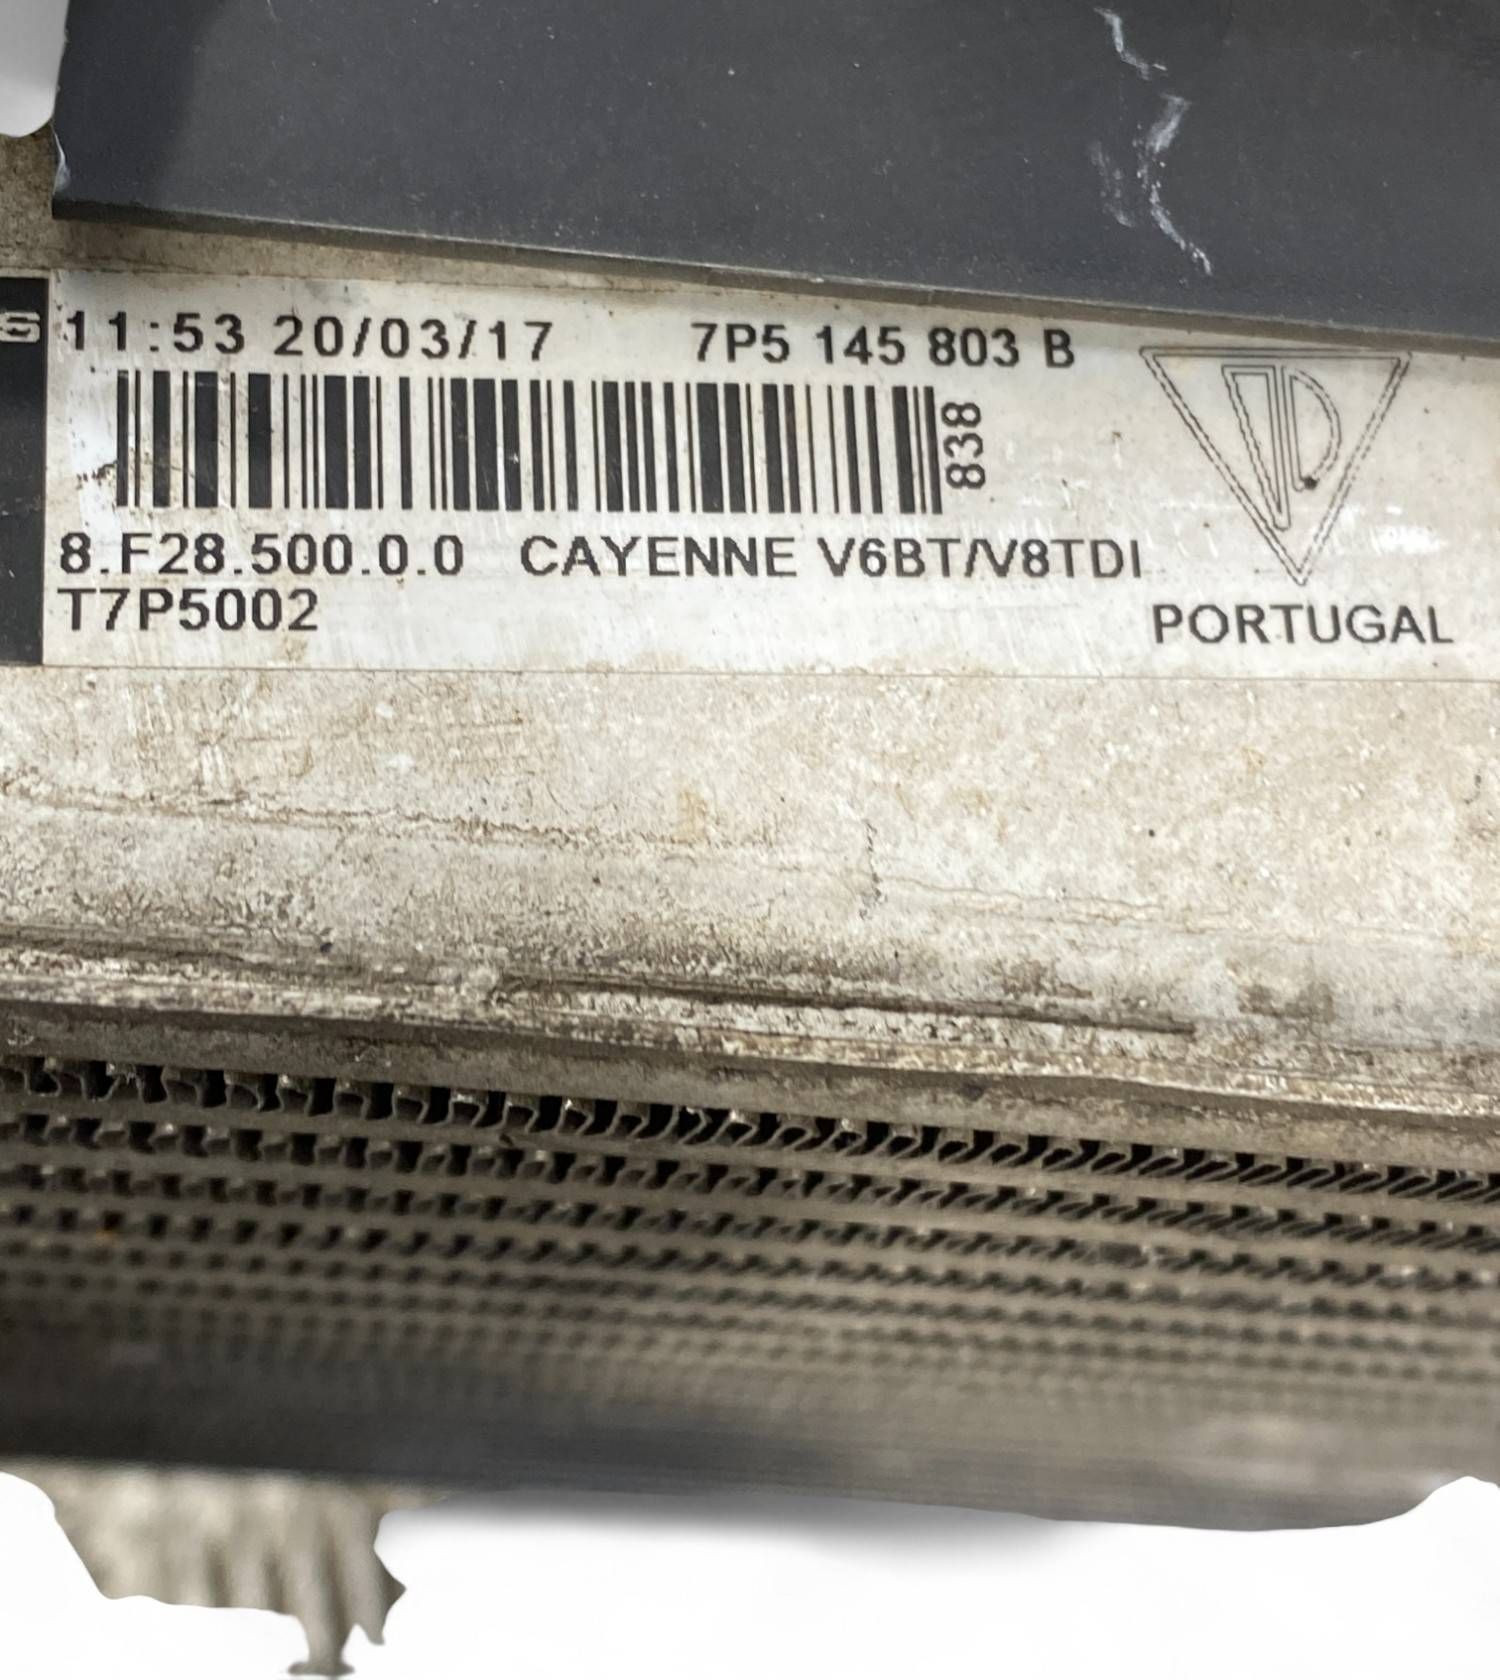 11:53 20/03/17 7P5 145 803 B
838
8.F28.500.0.0 CAYENNE V6BT/V8TDI
T7P5002
PORTUGAL